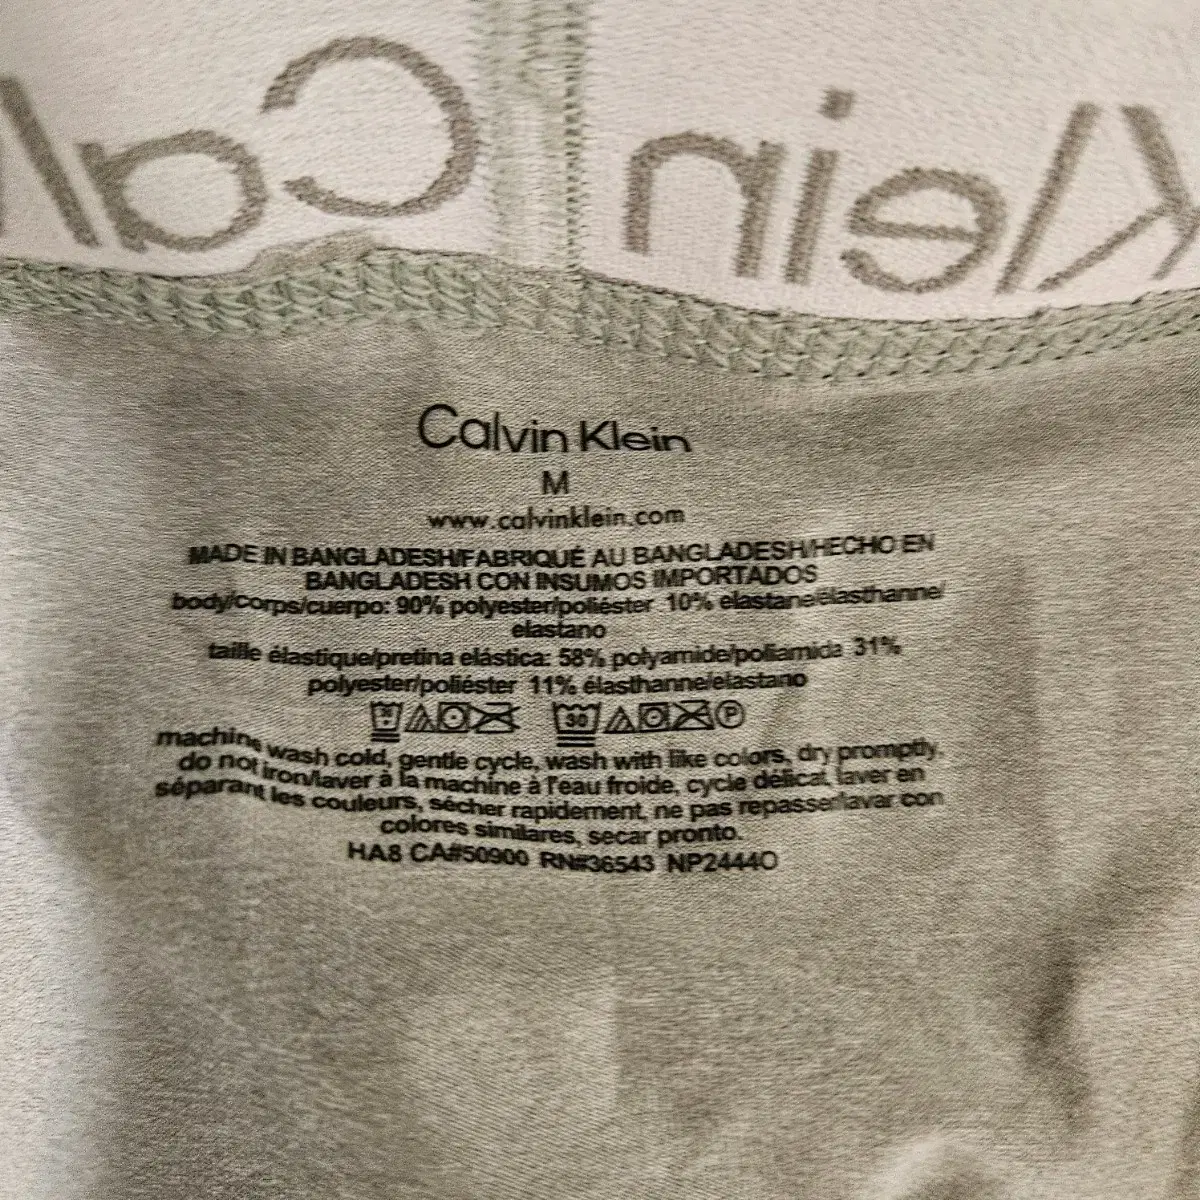 Calvin Klein
Calvin Klein
M
www.calvinklein.com
MADE IN BANGLADESH/FABRIQUÉ AU BANGLADESH/HECHO EN
BANGLADESH CON INSUMOS IMPORTADOS
body/corps/cuerpo: 90% polyester/poliéster 10% elastane/élasthanne/
elastano
taille élastique/pretina elástica: 58% polyamide/poliamida 31%
polyester/poliéster 11% élasthanne/elastano
30 P
machine wash cold, gentle cycle, wash with like colors, dry promptly,
do not iron/laver à la machine à l'eau froide, cycle délicat, laver en
séparant les couleurs, sécher rapidement, ne pas repasser/lavar con
colores similares, secar pronto.
HA8 CA#50900 RN#36543 NP2444O